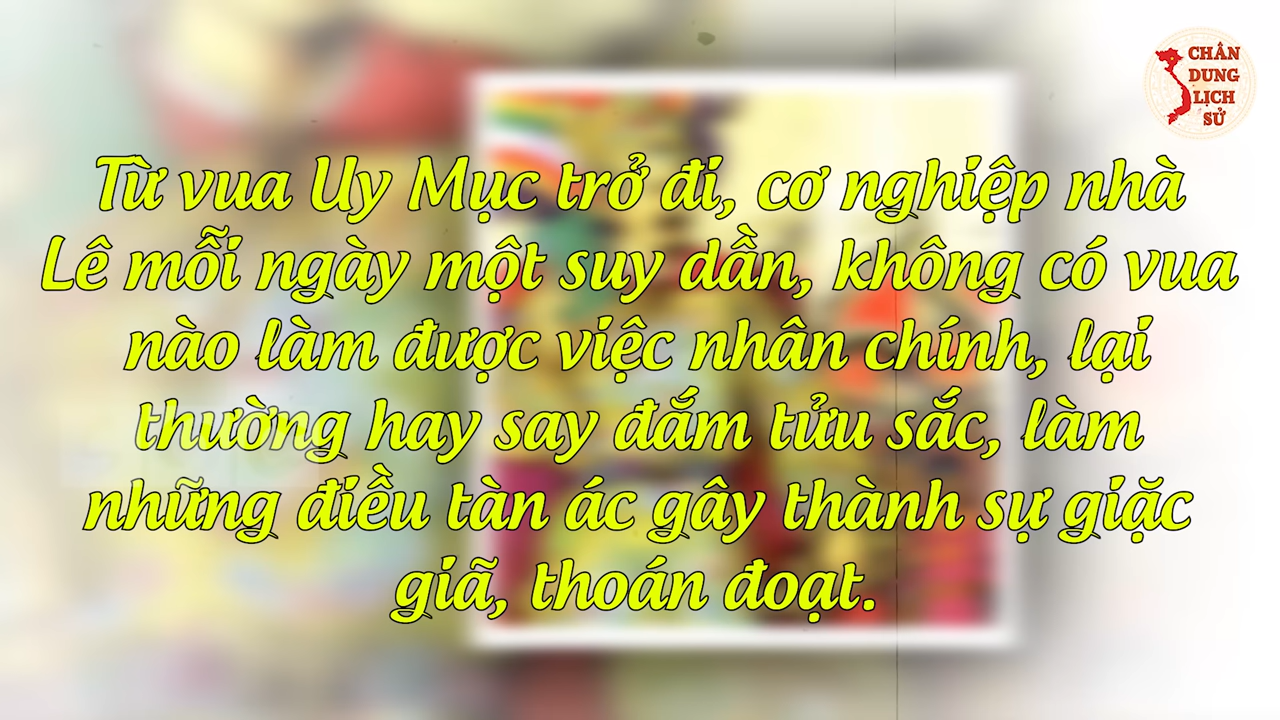 CHÂN
DUNG
LỊCH
SỬ
Từ vua Uy Mục trở đi, cơ nghiệp nhà
Lê mỗi ngày một suy dần, không có vua
nào làm được việc nhân chính, lại
thường hay say đắm tửu sắc, làm
những điều tàn ác gây thành sự giặc
giã, thoán đoạt.